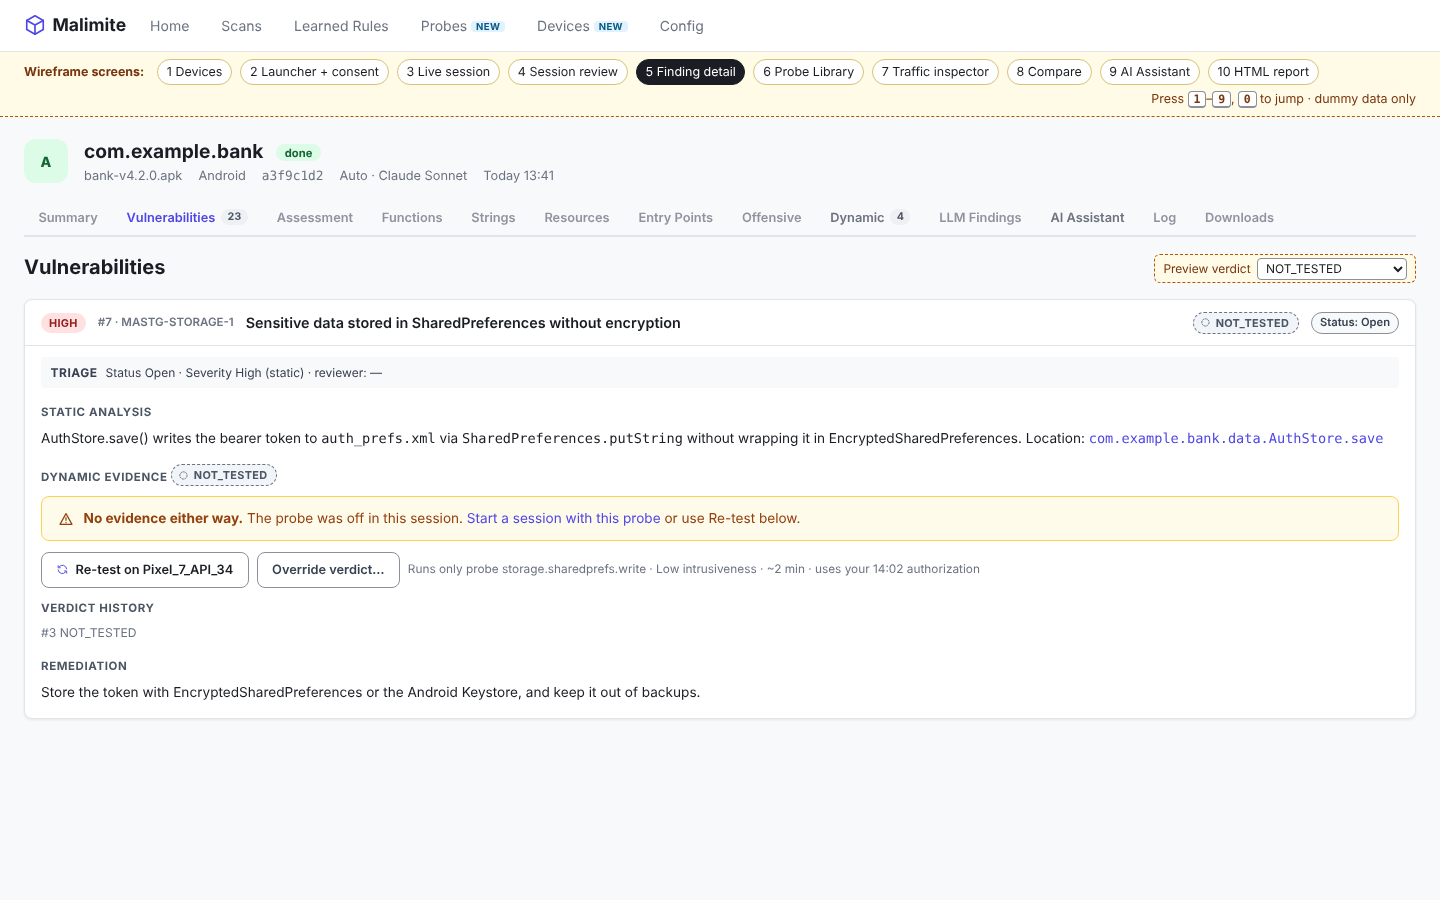 Malimite Home Scans Learned Rules Probes NEW Devices NEW Config
Wireframe screens: 1 Devices 2 Launcher + consent 3 Live session 4 Session review 5 Finding detail 6 Probe Library 7 Traffic inspector 8 Compare 9 AI Assistant 10 HTML report
Press 1–9, 0 to jump · dummy data only
A
com.example.bank done
bank-v4.2.0.apk Android a3f9c1d2 Auto · Claude Sonnet Today 13:41
Summary Vulnerabilities 23 Assessment Functions Strings Resources Entry Points Offensive Dynamic 4 LLM Findings AI Assistant Log Downloads
Vulnerabilities
Preview verdict NOT_TESTED
HIGH #7 · MASTG-STORAGE-1 Sensitive data stored in SharedPreferences without encryption NOT_TESTED Status: Open
TRIAGE Status Open · Severity High (static) · reviewer: —
STATIC ANALYSIS
AuthStore.save() writes the bearer token to auth_prefs.xml via SharedPreferences.putString without wrapping it in EncryptedSharedPreferences. Location: com.example.bank.data.AuthStore.save
DYNAMIC EVIDENCE NOT_TESTED
No evidence either way. The probe was off in this session. Start a session with this probe or use Re-test below.
Re-test on Pixel_7_API_34 Override verdict... Runs only probe storage.sharedprefs.write · Low intrusiveness · ~2 min · uses your 14:02 authorization
VERDICT HISTORY
#3 NOT_TESTED
REMEDIATION
Store the token with EncryptedSharedPreferences or the Android Keystore, and keep it out of backups.